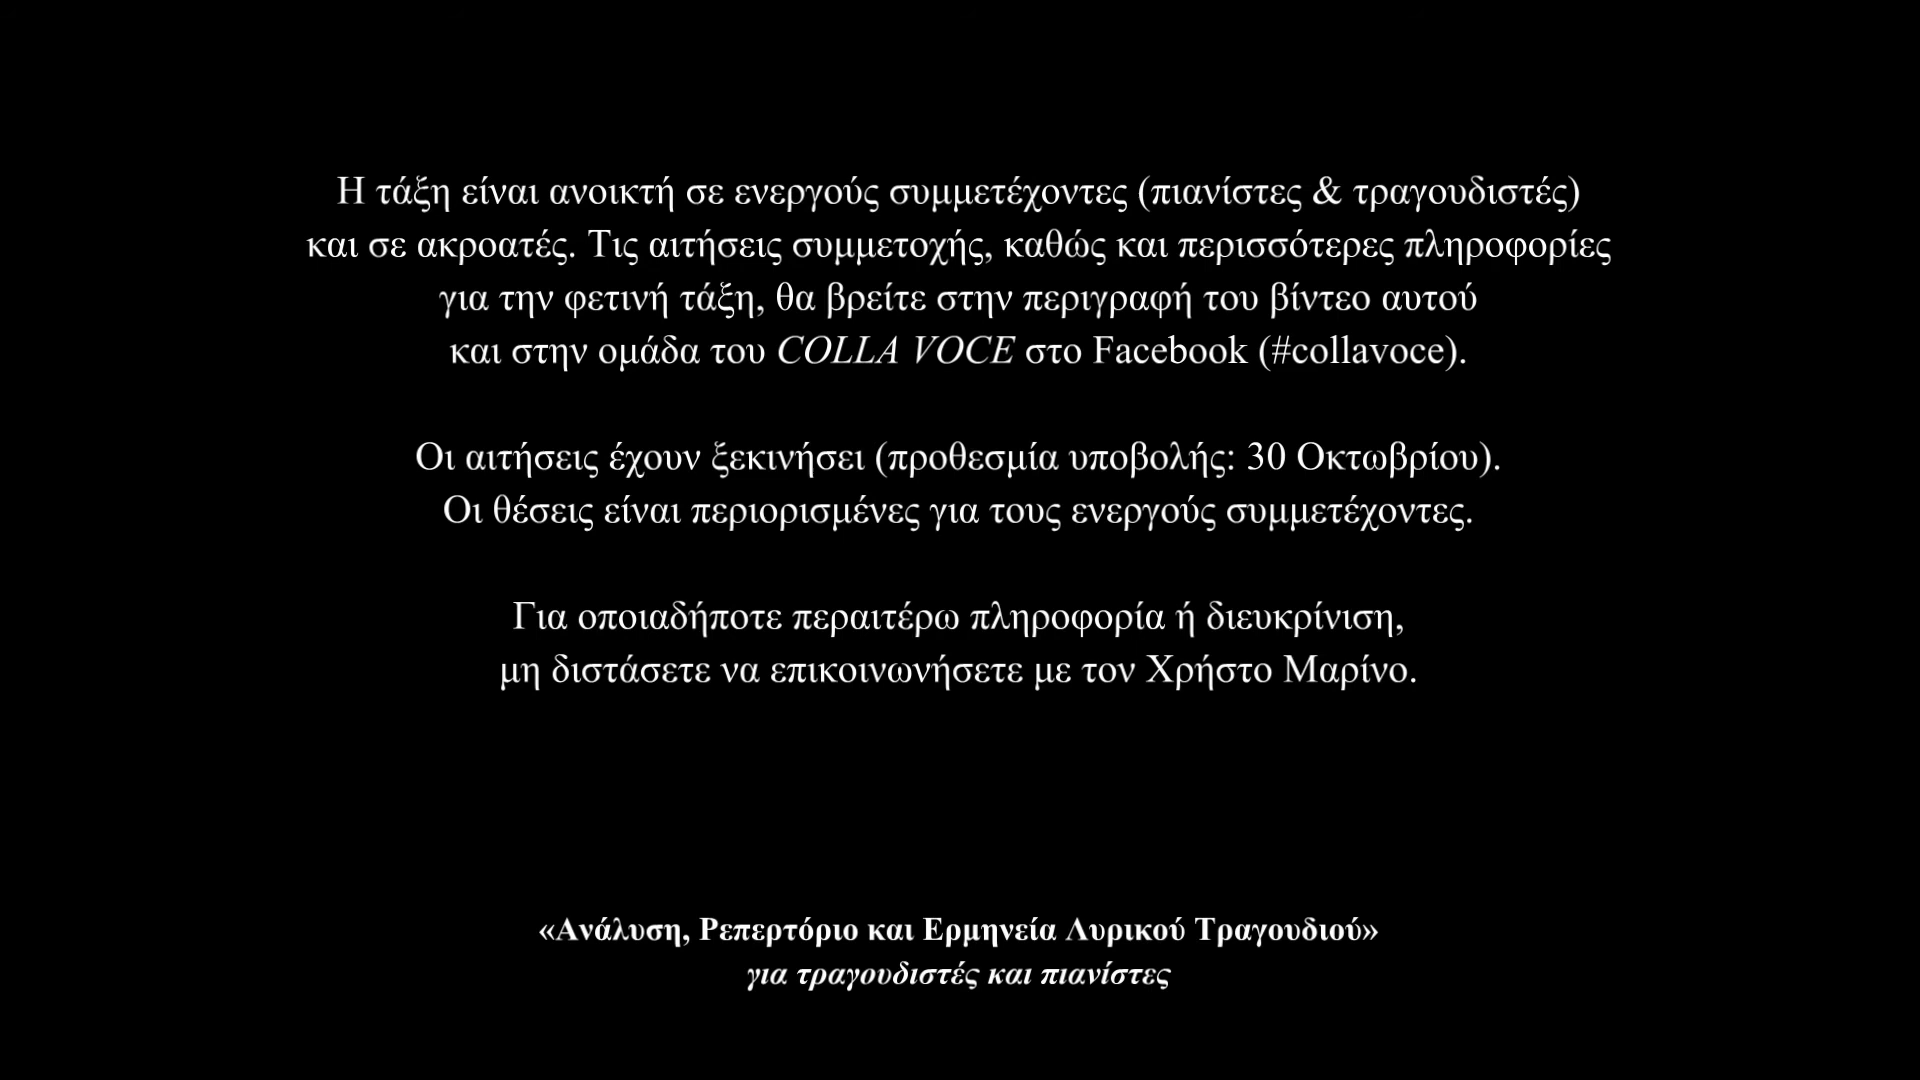 Η τάξη είναι ανοικτή σε ενεργούς συμμετέχοντες (πιανίστες & τραγουδιστές)
και σε ακροατές. Τις αιτήσεις συμμετοχής, καθώς και περισσότερες πληροφορίες
για την φετινή τάξη, θα βρείτε στην περιγραφή του βίντεο αυτού
και στην ομάδα του COLLA VOCE στο Facebook (#collavoce).
Οι αιτήσεις έχουν ξεκινήσει (προθεσμία υποβολής: 30 Οκτωβρίου).
Οι θέσεις είναι περιορισμένες για τους ενεργούς συμμετέχοντες.
Για οποιαδήποτε περαιτέρω πληροφορία ή διευκρίνιση,
μη διστάσετε να επικοινωνήσετε με τον Χρήστο Μαρίνο.
«Ανάλυση, Ρεπερτόριο και Ερμηνεία Λυρικού Τραγουδιού»
για τραγουδιστές και πιανίστες